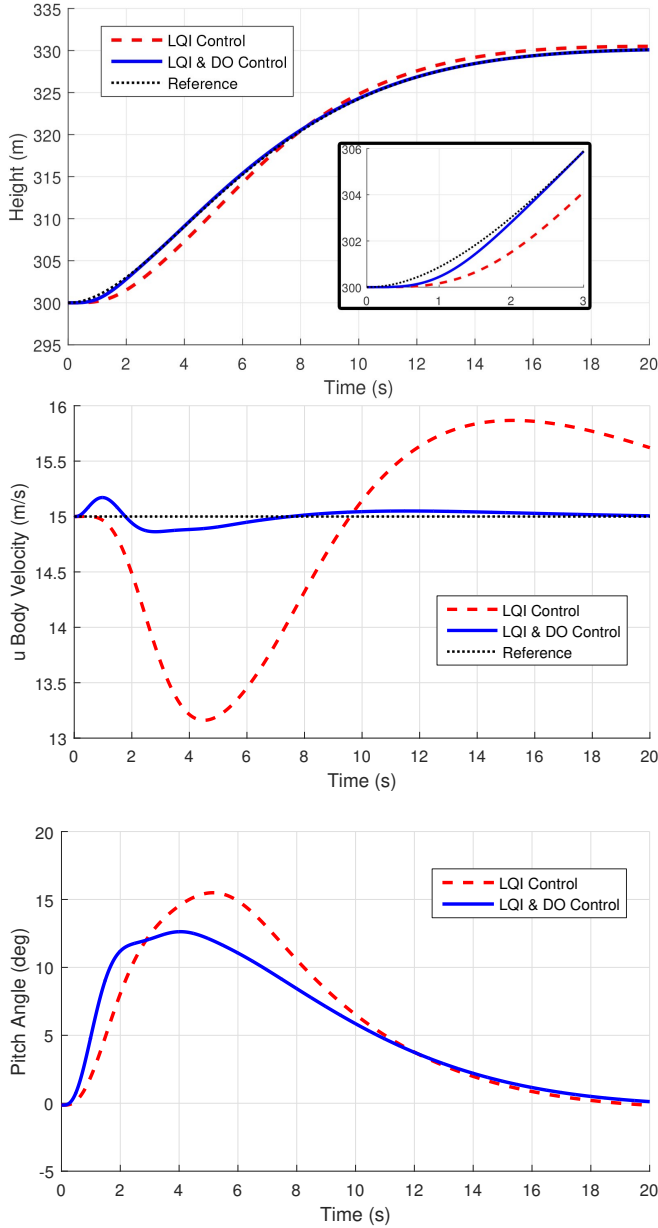 335
330
325
320
315
310
305
300
295
Height (m)
LQI Control
LQI & DO Control
Reference
306
304
302
300
0 1 2 3
0 2 4 6 8 10 12 14 16 18 20
Time (s)
16
15.5
15
14.5
14
13.5
13
u Body Velocity (m/s)
LQI Control
LQI & DO Control
Reference
0 2 4 6 8 10 12 14 16 18 20
Time (s)
20
15
10
5
0
-5
Pitch Angle (deg)
LQI Control
LQI & DO Control
0 2 4 6 8 10 12 14 16 18 20
Time (s)